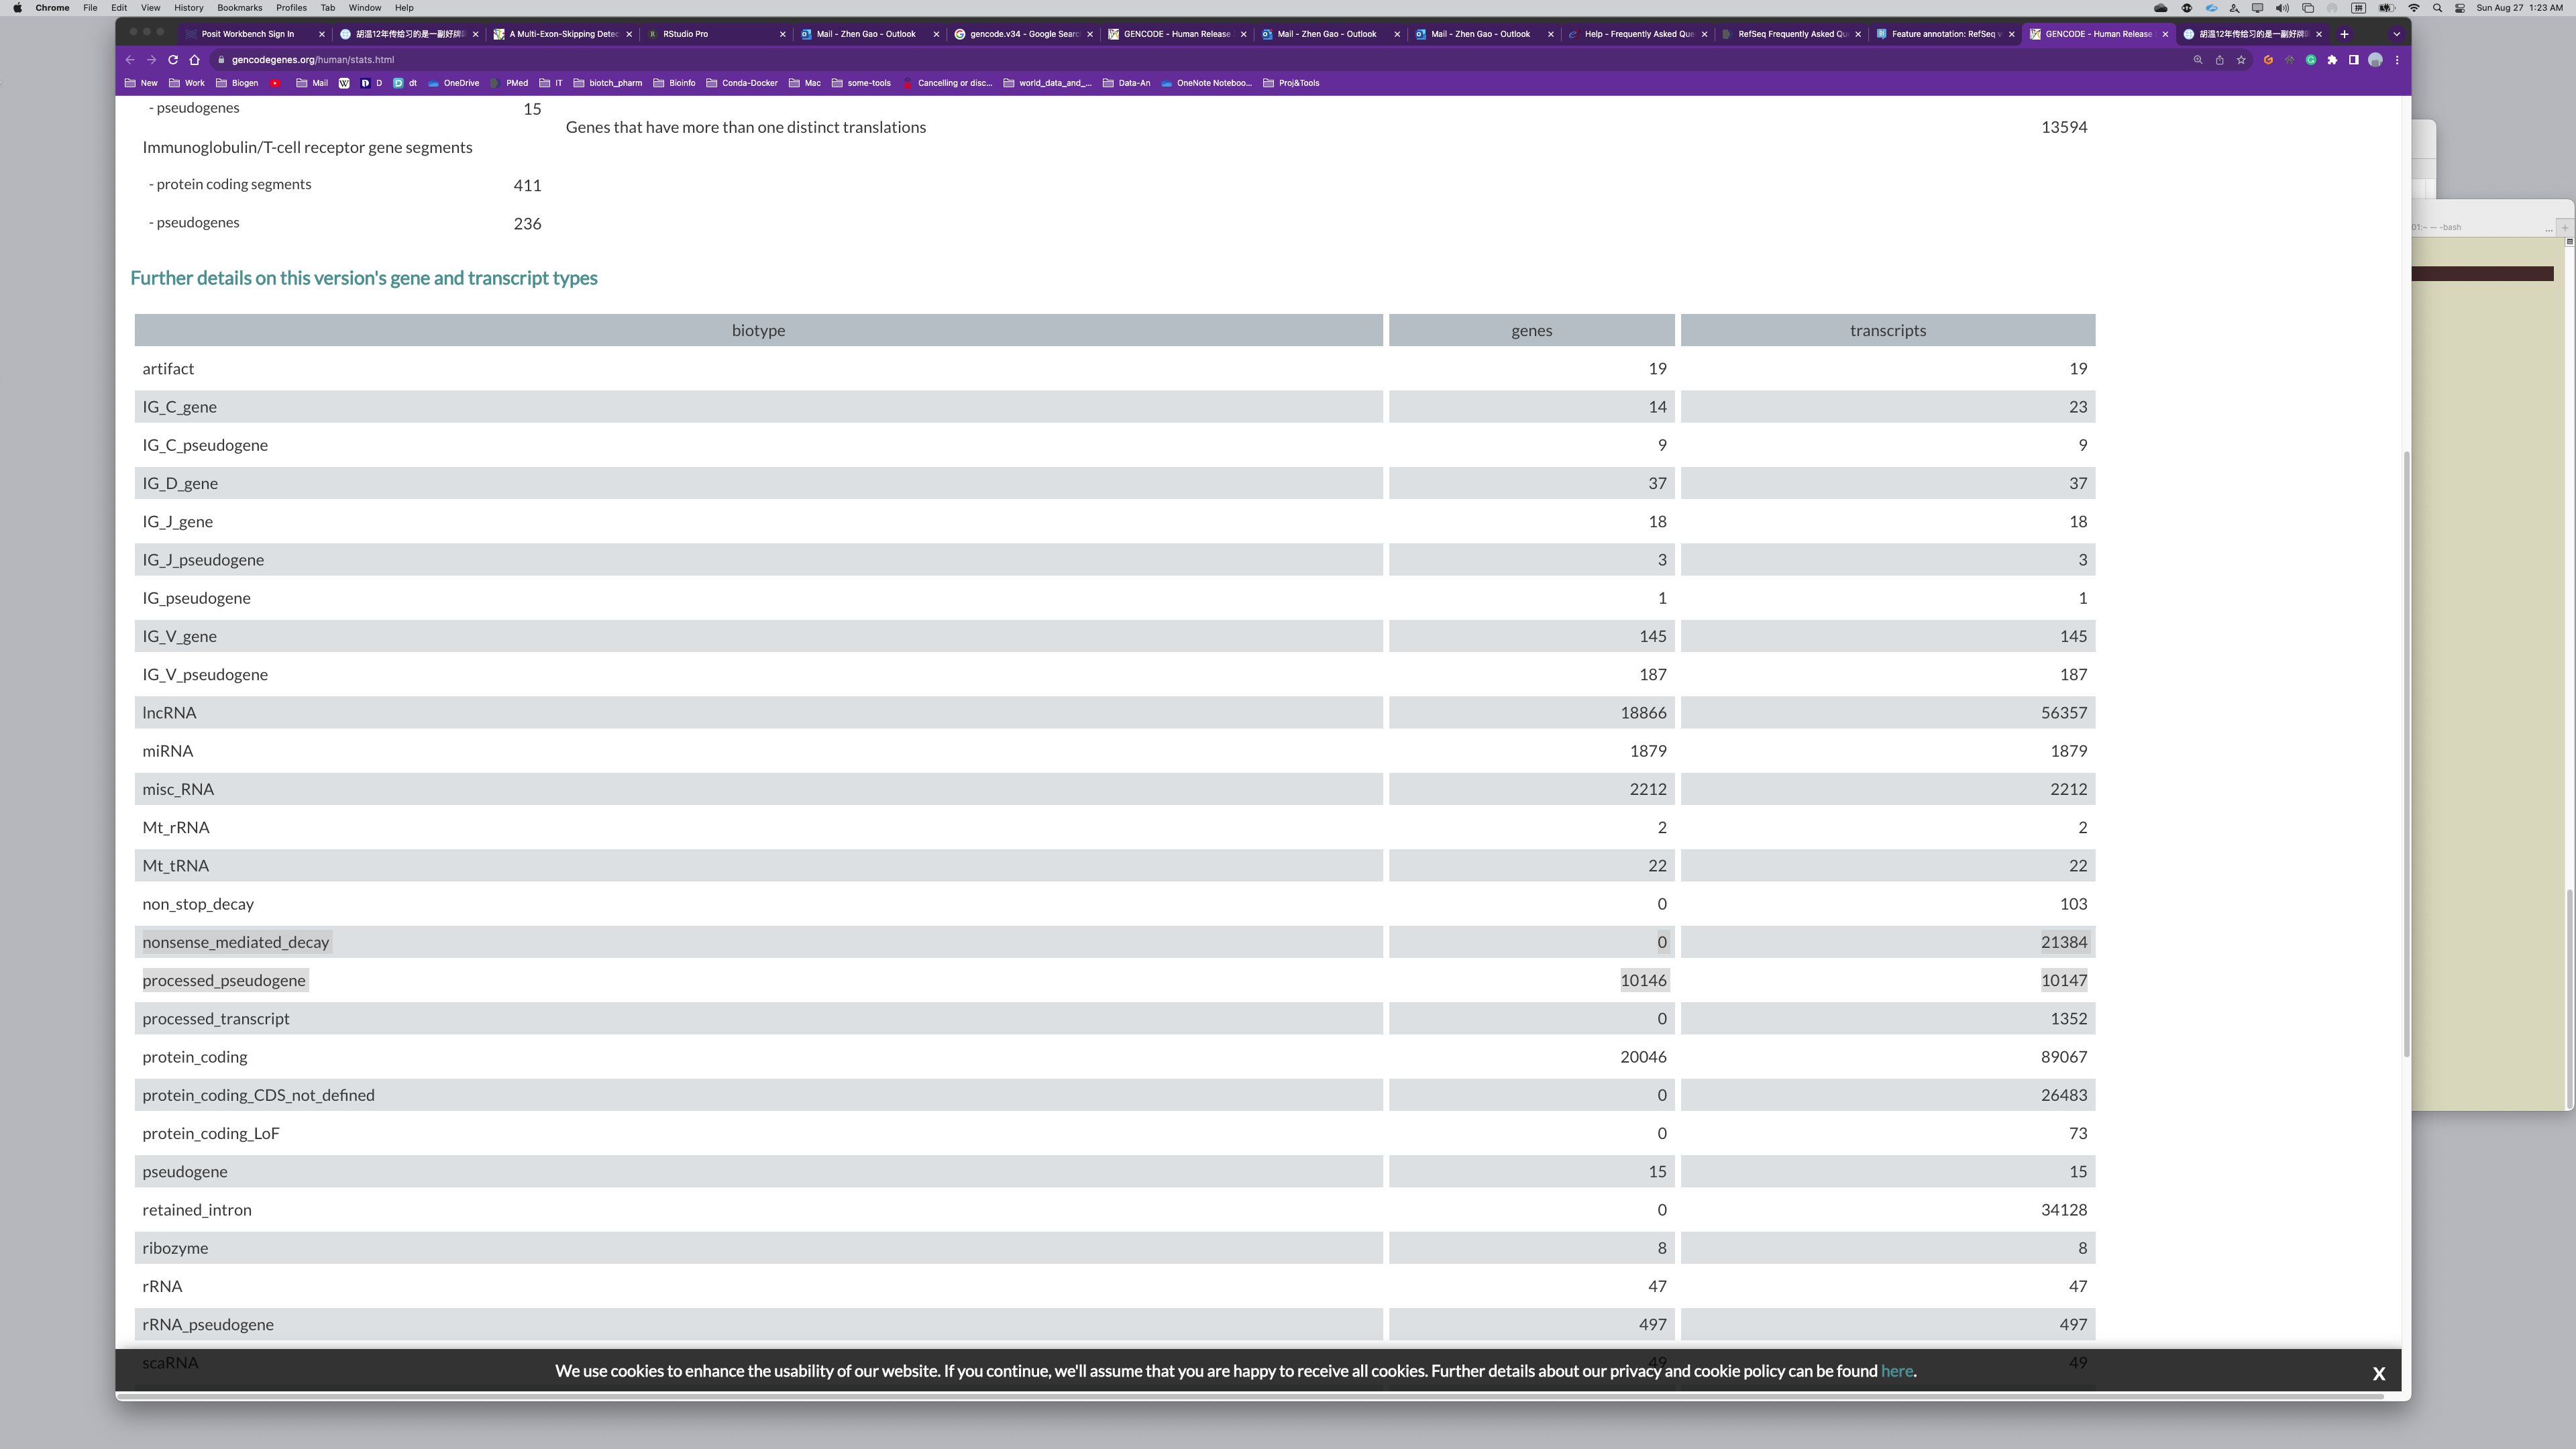 Chrome File Edit View History Bookmarks Profiles Tab Window Help Sun Aug 27 1:23 AM
Posit Workbench Sign In 胡温12年传给习的是一副好牌 A Multi-Exon-Skipping Detec RStudio Pro Mail - Zhen Gao - Outlook gencode.v34 - Google Searc GENCODE - Human Release Mail - Zhen Gao - Outlook Mail - Zhen Gao - Outlook Help - Frequently Asked Que RefSeq Frequently Asked Qu Feature annotation: RefSeq v GENCODE - Human Release 胡温12年传给习的是一副好牌
gencodegenes.org/human/stats.html
New Work Biogen Mail W D dt OneDrive PMed IT biotch_pharm Bioinfo Conda-Docker Mac some-tools Cancelling or disc... world_data_and_... Data-An OneNote Noteboo... Proj&Tools
- pseudogenes 15
Genes that have more than one distinct translations 13594
Immunoglobulin/T-cell receptor gene segments
- protein coding segments 411
- pseudogenes 236
01:~ — -bash ...
Further details on this version's gene and transcript types
biotype genes transcripts
artifact 19 19
IG_C_gene 14 23
IG_C_pseudogene 9 9
IG_D_gene 37 37
IG_J_gene 18 18
IG_J_pseudogene 3 3
IG_pseudogene 1 1
IG_V_gene 145 145
IG_V_pseudogene 187 187
lncRNA 18866 56357
miRNA 1879 1879
misc_RNA 2212 2212
Mt_rRNA 2 2
Mt_tRNA 22 22
non_stop_decay 0 103
nonsense_mediated_decay 0 21384
processed_pseudogene 10146 10147
processed_transcript 0 1352
protein_coding 20046 89067
protein_coding_CDS_not_defined 0 26483
protein_coding_LoF 0 73
pseudogene 15 15
retained_intron 0 34128
ribozyme 8 8
rRNA 47 47
rRNA_pseudogene 497 497
scaRNA 49 49
We use cookies to enhance the usability of our website. If you continue, we'll assume that you are happy to receive all cookies. Further details about our privacy and cookie policy can be found here. X